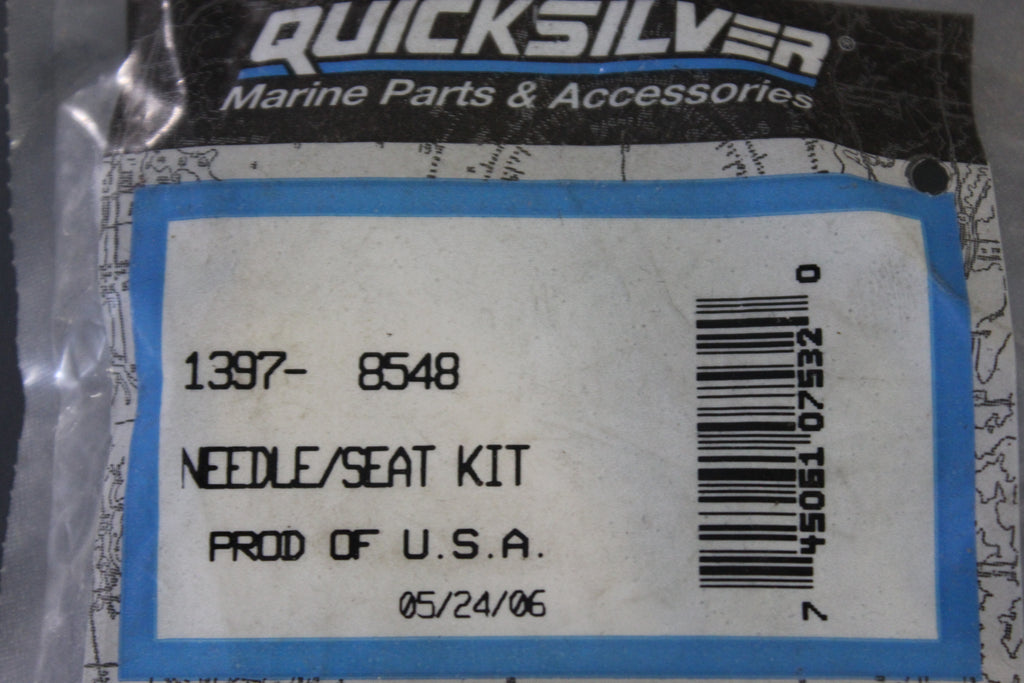 QUICKSILVER®
Marine Parts & Accessories
1397- 8548
NEEDLE/SEAT KIT
PROD OF U.S.A.
05/24/06
7 45061 07532 0